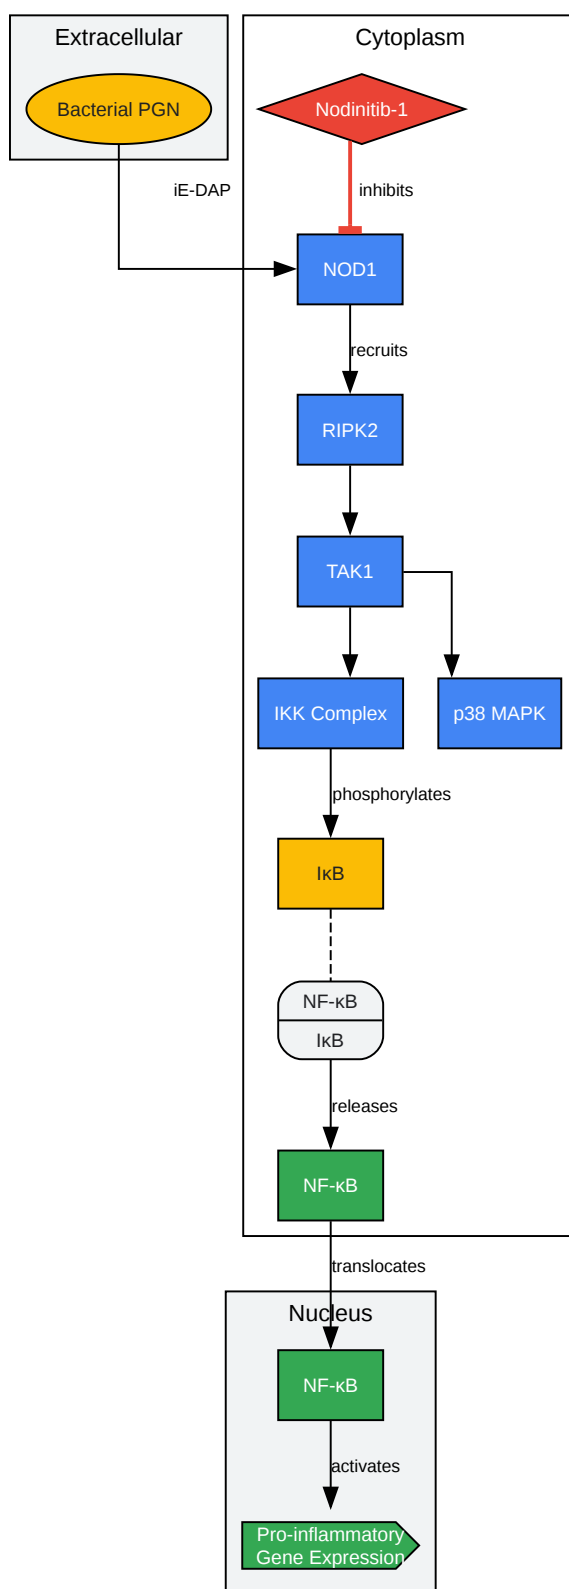 Extracellular
Cytoplasm
Bacterial PGN
Nodinitib-1
iE-DAP
inhibits
NOD1
recruits
RIPK2
TAK1
IKK Complex
p38 MAPK
phosphorylates
IκB
NF-κB
IκB
releases
NF-κB
translocates
Nucleus
NF-κB
activates
Pro-inflammatory
Gene Expression